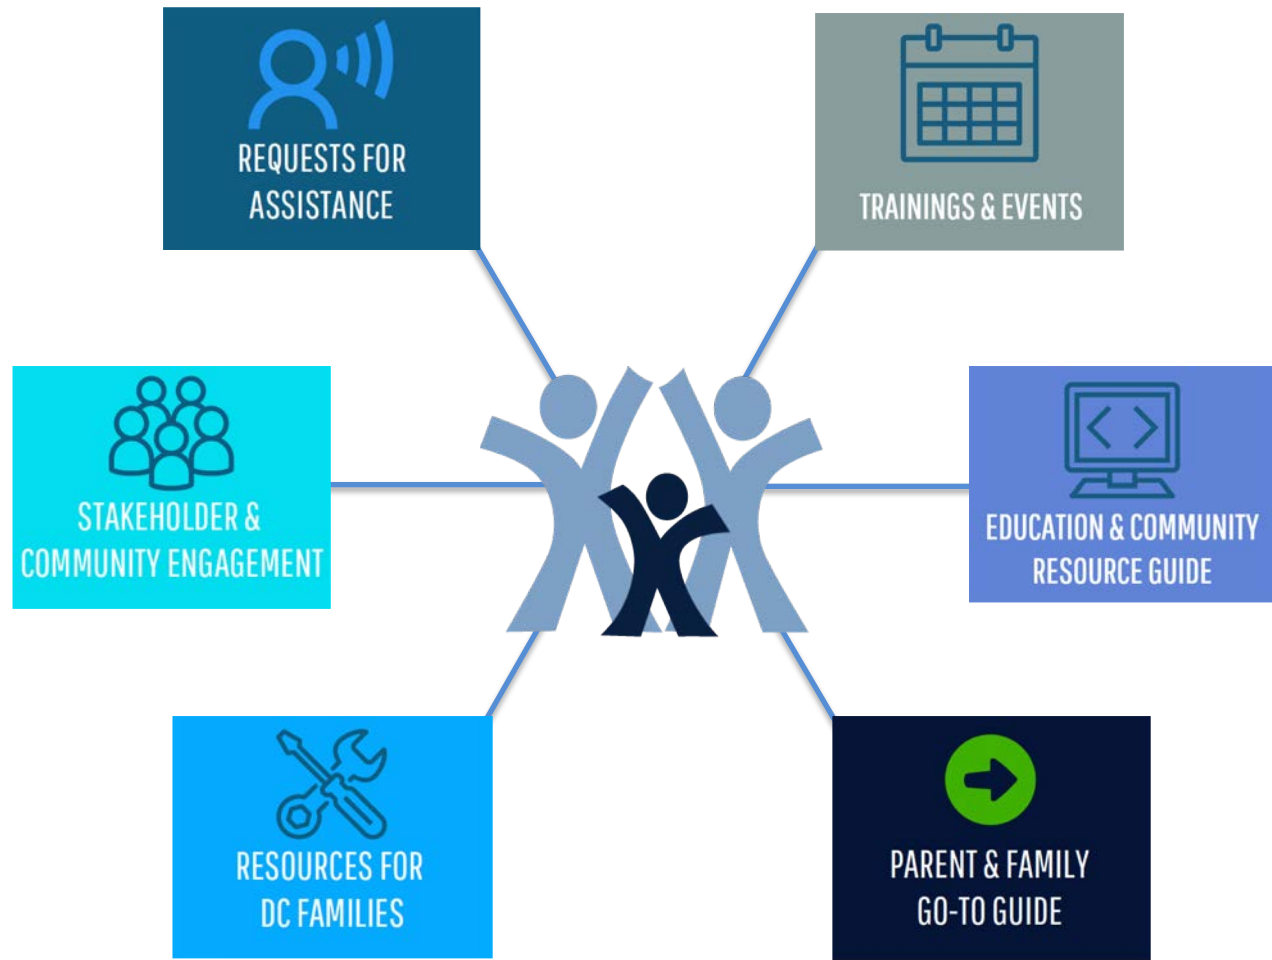 REQUESTS FOR
ASSISTANCE
TRAININGS & EVENTS
STAKEHOLDER &
COMMUNITY ENGAGEMENT
EDUCATION & COMMUNITY
RESOURCE GUIDE
RESOURCES FOR
DC FAMILIES
PARENT & FAMILY
GO-TO GUIDE